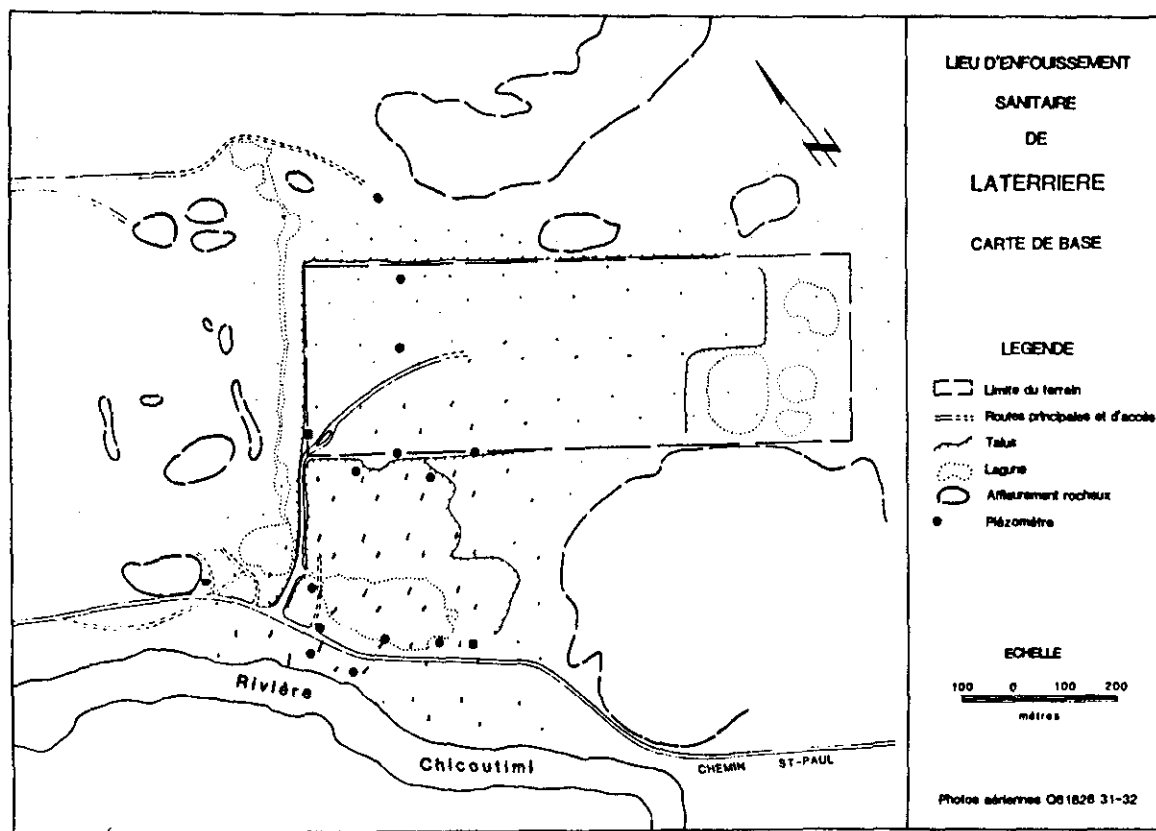 LIEU D'ENFOUISSEMENT
SANITAIRE
DE
LATERRIERE
CARTE DE BASE
LEGENDE
Limite du terrain
Routes principales et d'accès
Talus
Lagune
Affleurement rocheux
Piézomètre
ECHELLE
100 0 100 200
mètres
Photos aériennes Q61826 31-32
Rivière
Chicoutimi
CHEMIN ST-PAUL